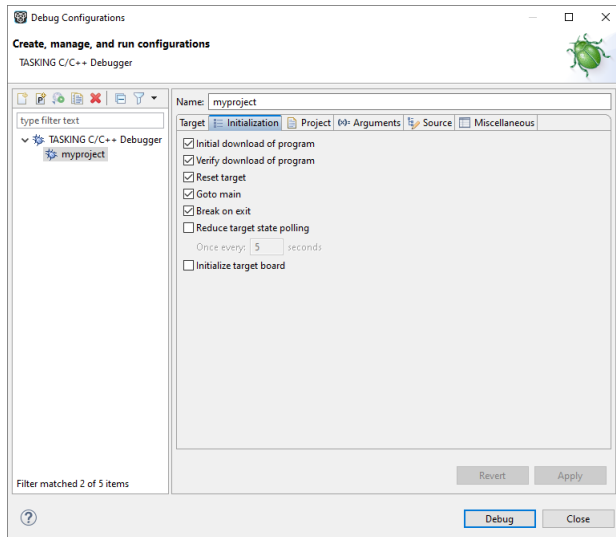 Debug Configurations
Create, manage, and run configurations
TASKING C/C++ Debugger
type filter text
TASKING C/C++ Debugger
myproject
Filter matched 2 of 5 items
Name: myproject
Target Initialization Project (x)= Arguments Source Miscellaneous
Initial download of program
Verify download of program
Reset target
Goto main
Break on exit
Reduce target state polling
Once every: 5 seconds
Initialize target board
Revert Apply
? Debug Close